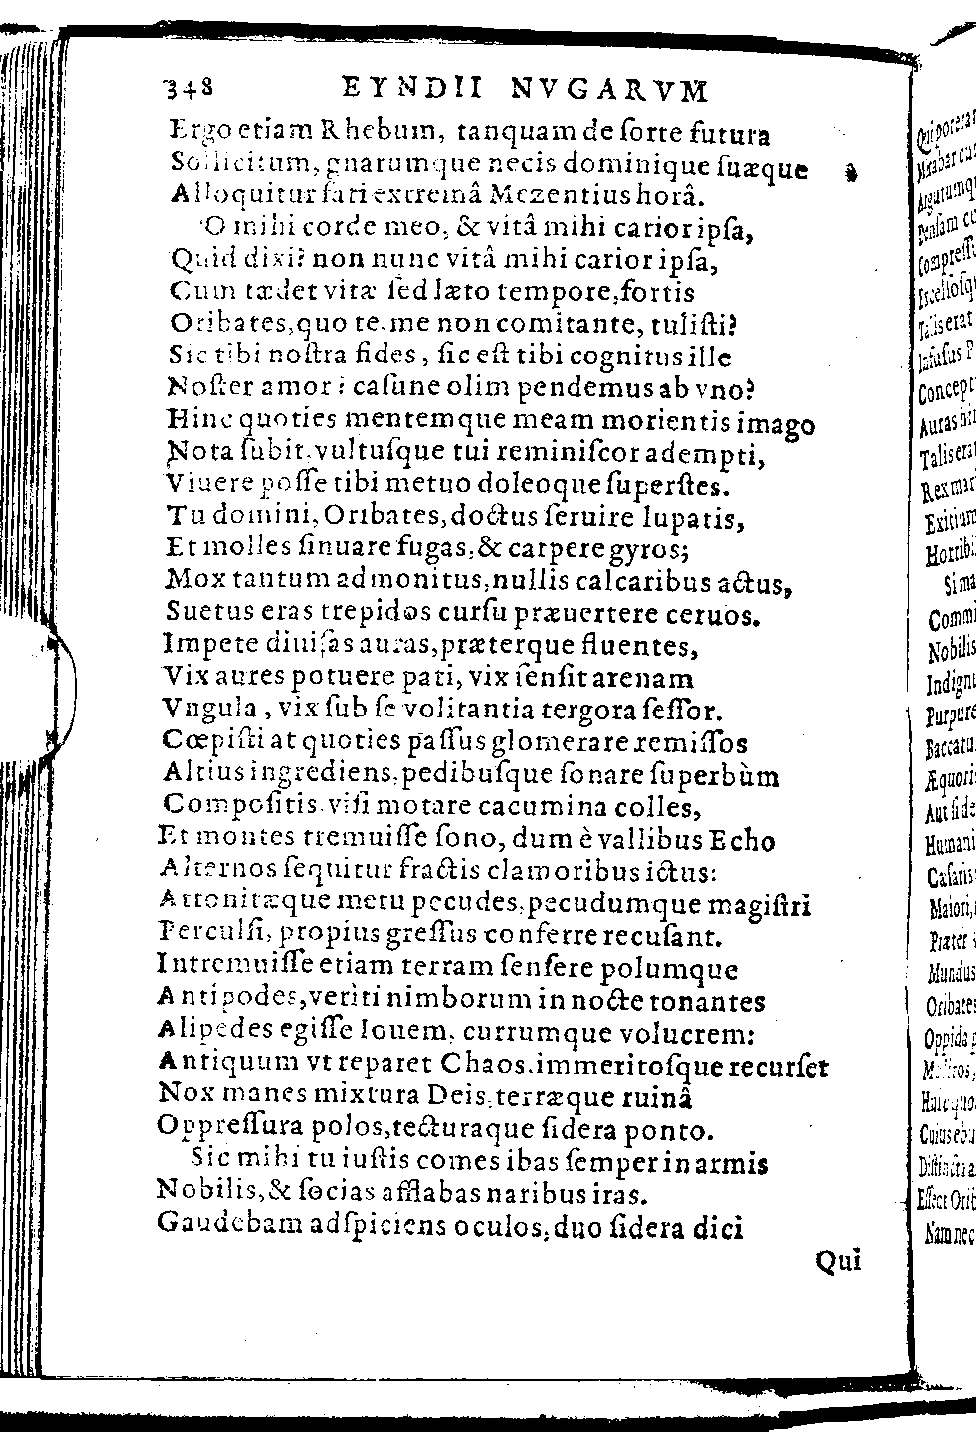 348 EYNDII NVGARVM
Ergo etiam Rhebum, tanquam de ſorte futura
Sollicitum, gnarumque necis dominique ſuæque
Alloquitur fati extremâ Mezentius horâ.
O mihi corde meo, & vitâ mihi carior ipſa,
Quid dixi? non nunc vitâ mihi carior ipſa,
Cum tædet vitæ ſed læto tempore, fortis
Oribates, quo te me non comitante, tuliſti?
Sic tibi noſtra fides, ſic eſt tibi cognitus ille
Noſter amor? caſune olim pendemus ab vno?
Hinc quoties mentemque meam morientis imago
Nota ſubit, vultuſque tui reminiſcor adempti,
Viuere poſſe tibi metuo doleoque ſuperſtes.
Tu domini, Oribates, doctus ſeruire lupatis,
Et molles ſinuare fugas, & carpere gyros;
Mox tantum admonitus, nullis calcaribus actus,
Suetus eras trepidos curſu præuertere ceruos.
Impete diuiſas auras, præterque fluentes,
Vix aures potuere pati, vix ſenſit arenam
Vngula, vix ſub ſe volitantia tergora ſeſſor.
Cœpiſti at quoties paſſus glomerare remiſſos
Altius ingrediens, pedibuſque ſonare ſuperbùm
Compoſitis, viſi motare cacumina colles,
Et montes tremuiſſe ſono, dum è vallibus Echo
Alternos ſequitur fractis clamoribus ictus:
Attonitæque metu pecudes, pecudumque magiſtri
Perculſi, propius greſſus conferre recuſant.
Intremuiſſe etiam terram ſenſere polumque
Antipodes, veriti nimborum in nocte tonantes
Alipedes egiſſe Iouem, currumque volucrem:
Antiquum vt reparet Chaos, immeritoſque recurſet
Nox manes mixtura Deis, terræque ruinâ
Oppreſſura polos, tecturaque ſidera ponto.
Sic mihi tu iuſtis comes ibas ſemper in armis
Nobilis, & ſocias afflabas naribus iras.
Gaudebam adſpiciens oculos, duo ſidera dici
Qui